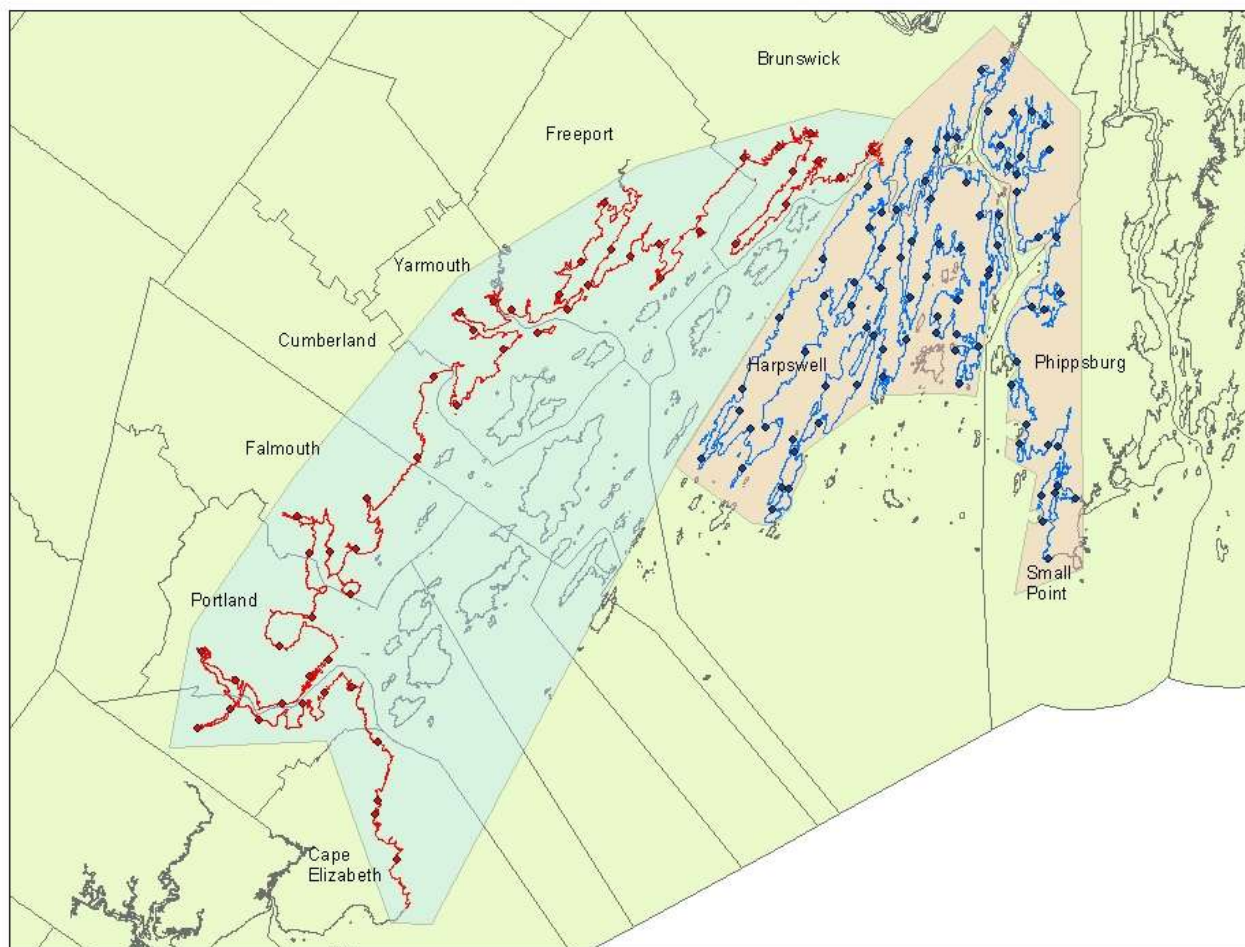 Brunswick
Freeport
Yarmouth
Cumberland
Harpswell
Phippsburg
Falmouth
Small
Point
Portland
Cape
Elizabeth